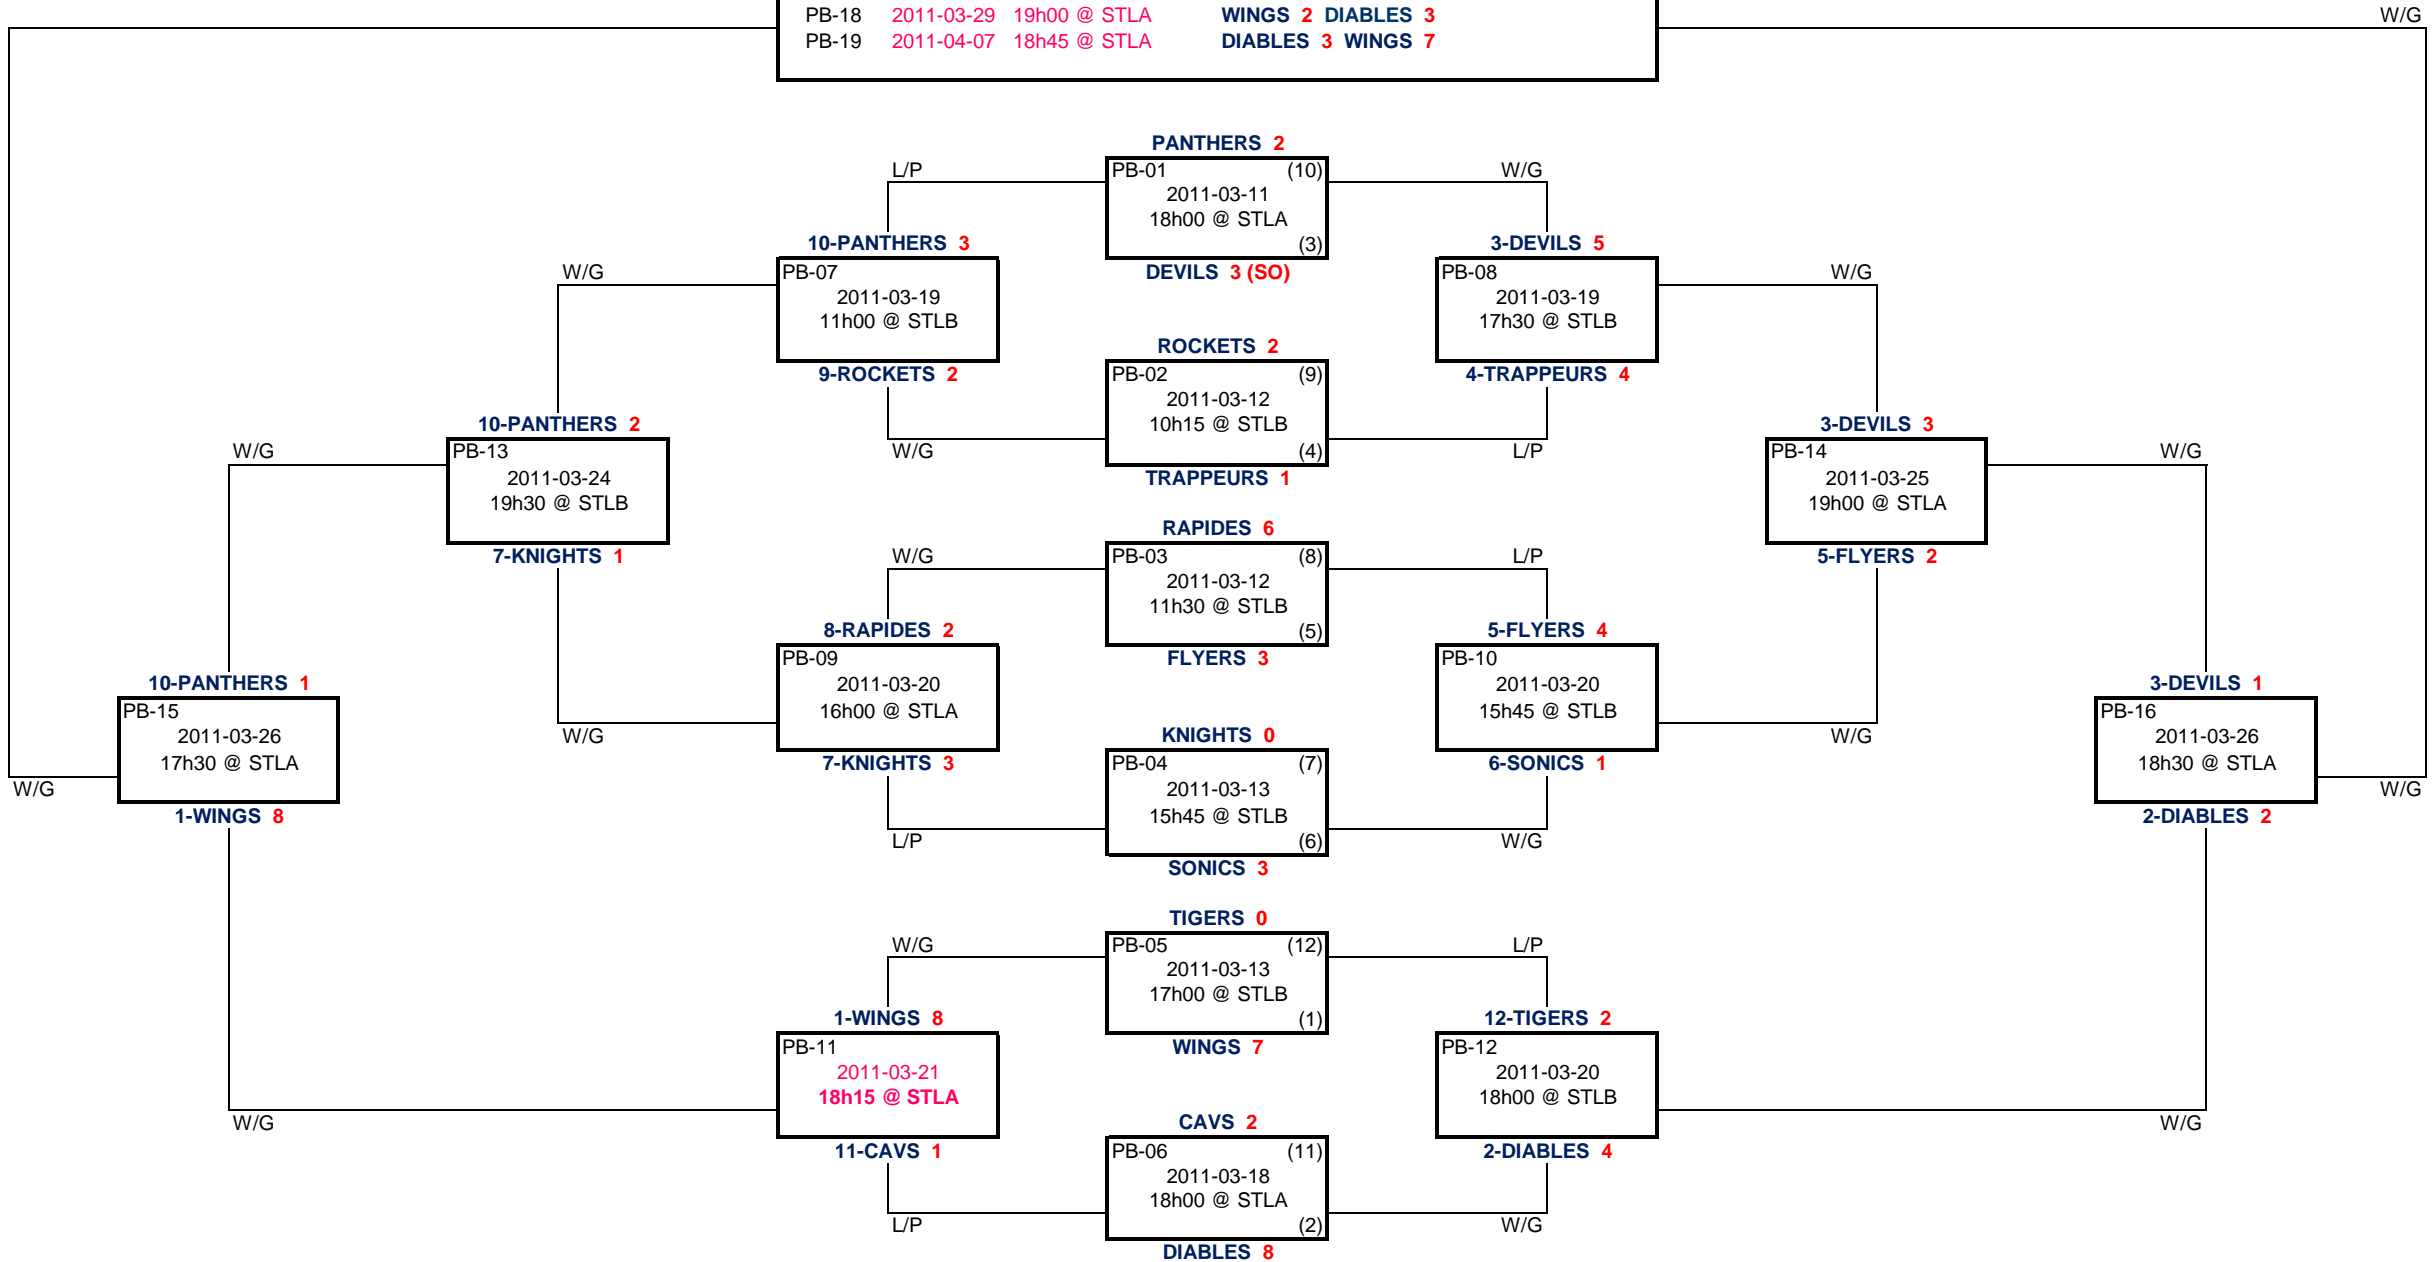 PB-18 2011-03-29 19h00 @ STLA WINGS 2 DIABLES 3
W/G W/G
PB-19 2011-04-07 18h45 @ STLA DIABLES 3 WINGS 7
PANTHERS 2
L/P PB-01 (10) W/G
2011-03-11
18h00 @ STLA
10-PANTHERS 3 (3) 3-DEVILS 5
W/G PB-07 DEVILS 3 (SO) PB-08 W/G
2011-03-19 2011-03-19
11h00 @ STLB 17h30 @ STLB
ROCKETS 2
9-ROCKETS 2 PB-02 (9) 4-TRAPPEURS 4
2011-03-12
10-PANTHERS 2 10h15 @ STLB 3-DEVILS 3
W/G PB-13 W/G (4) L/P PB-14 W/G
2011-03-24 TRAPPEURS 1 2011-03-25
19h30 @ STLB 19h00 @ STLA
RAPIDES 6
7-KNIGHTS 1 W/G PB-03 (8) L/P 5-FLYERS 2
2011-03-12
11h30 @ STLB
8-RAPIDES 2 (5) 5-FLYERS 4
PB-09 FLYERS 3 PB-10
10-PANTHERS 1 2011-03-20 2011-03-20 3-DEVILS 1
PB-15 16h00 @ STLA 15h45 @ STLB PB-16
2011-03-26 W/G KNIGHTS 0 W/G 2011-03-26
17h30 @ STLA 7-KNIGHTS 3 PB-04 (7) 6-SONICS 1 18h30 @ STLA
W/G 2011-03-13 W/G
1-WINGS 8 15h45 @ STLB 2-DIABLES 2
L/P (6) W/G
SONICS 3
TIGERS 0
W/G PB-05 (12) L/P
2011-03-13
17h00 @ STLB
1-WINGS 8 (1) 12-TIGERS 2
PB-11 WINGS 7 PB-12
2011-03-21 2011-03-20
18h15 @ STLA 18h00 @ STLB
W/G CAVS 2 W/G
11-CAVS 1 PB-06 (11) 2-DIABLES 4
2011-03-18
18h00 @ STLA
L/P (2) W/G
DIABLES 8